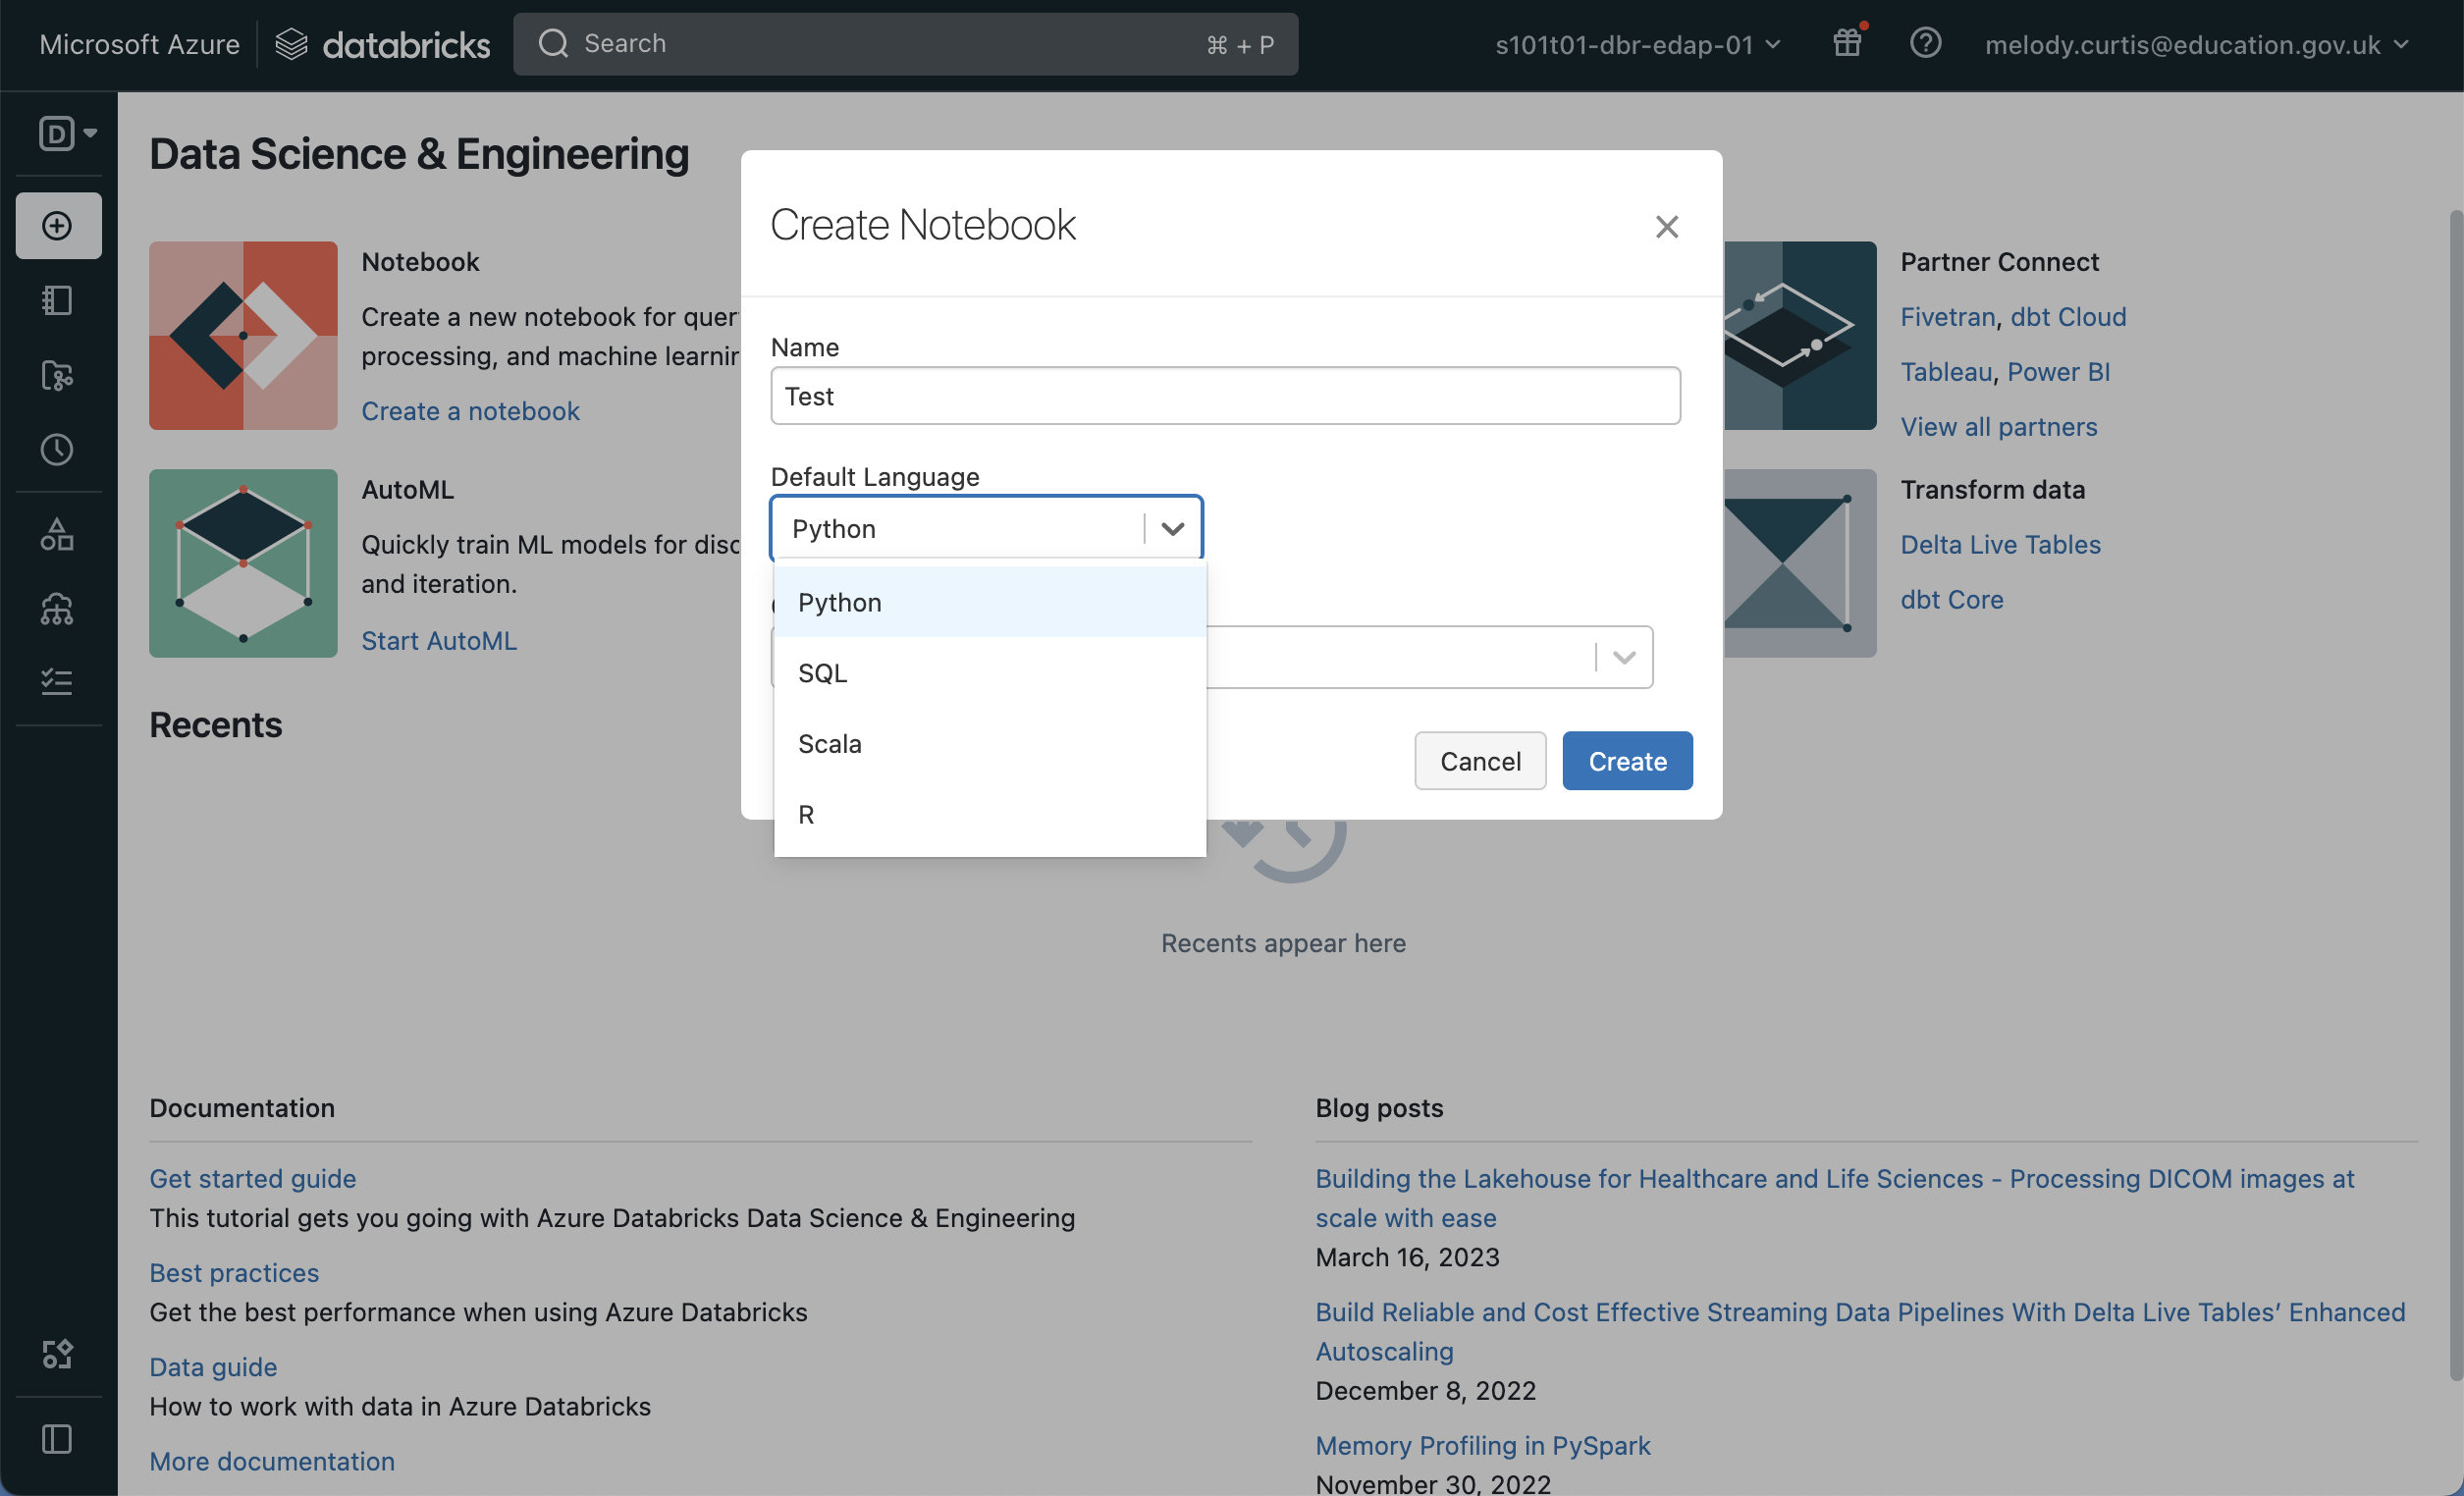 Microsoft Azure
databricks
Search
⌘ + P
s101t01-dbr-edap-01
melody.curtis@education.gov.uk
D
Data Science & Engineering
Notebook
Create a new notebook for quer
processing, and machine learnin
Create a notebook
AutoML
Quickly train ML models for disc
and iteration.
Start AutoML
Create Notebook
Name
Test
Default Language
Python
Python
SQL
Scala
R
Cancel
Create
Partner Connect
Fivetran, dbt Cloud
Tableau, Power BI
View all partners
Transform data
Delta Live Tables
dbt Core
Recents
Recents appear here
Documentation
Get started guide
This tutorial gets you going with Azure Databricks Data Science & Engineering
Best practices
Get the best performance when using Azure Databricks
Data guide
How to work with data in Azure Databricks
More documentation
Blog posts
Building the Lakehouse for Healthcare and Life Sciences - Processing DICOM images at
scale with ease
March 16, 2023
Build Reliable and Cost Effective Streaming Data Pipelines With Delta Live Tables’ Enhanced
Autoscaling
December 8, 2022
Memory Profiling in PySpark
November 30, 2022